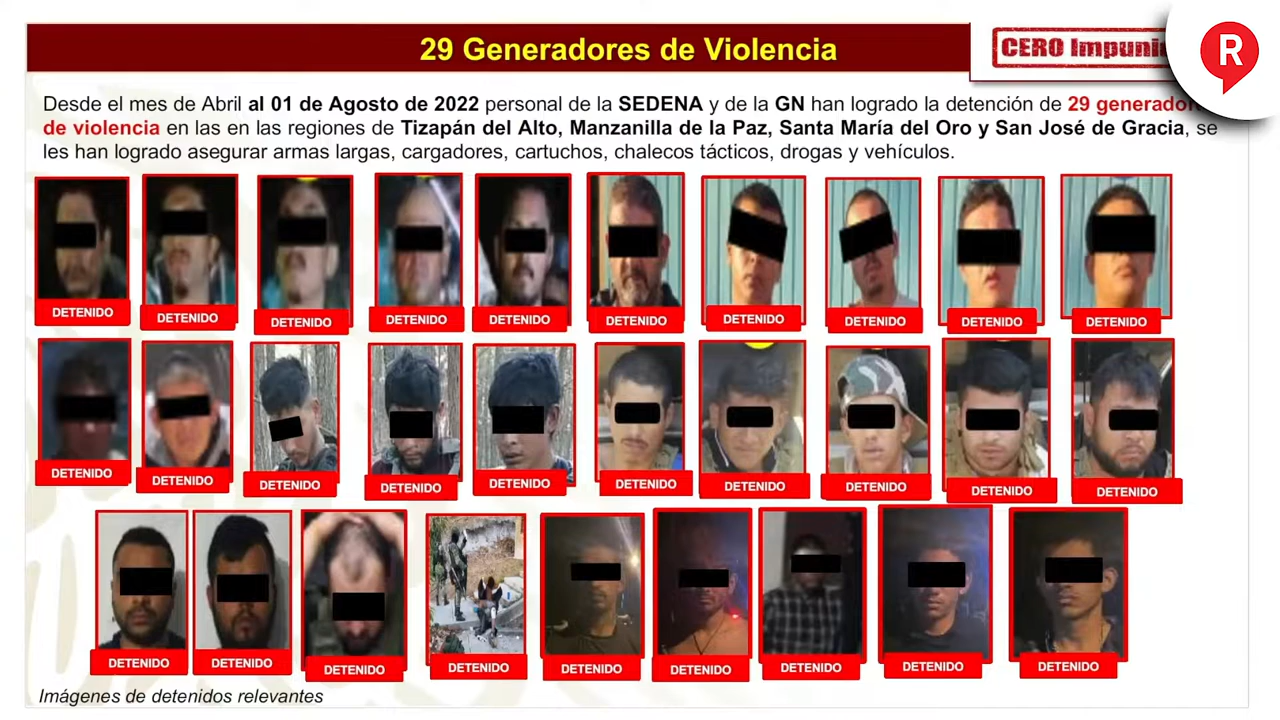 29 Generadores de Violencia
CERO Impuni
R
Desde el mes de Abril al 01 de Agosto de 2022 personal de la SEDENA y de la GN han logrado la detención de 29 generadores
de violencia en las en las regiones de Tizapán del Alto, Manzanilla de la Paz, Santa María del Oro y San José de Gracia, se
les han logrado asegurar armas largas, cargadores, cartuchos, chalecos tácticos, drogas y vehículos.
DETENIDO DETENIDO DETENIDO DETENIDO DETENIDO DETENIDO DETENIDO DETENIDO DETENIDO DETENIDO
DETENIDO DETENIDO DETENIDO DETENIDO DETENIDO DETENIDO DETENIDO DETENIDO DETENIDO DETENIDO
DETENIDO DETENIDO DETENIDO DETENIDO DETENIDO DETENIDO DETENIDO DETENIDO DETENIDO
Imágenes de detenidos relevantes